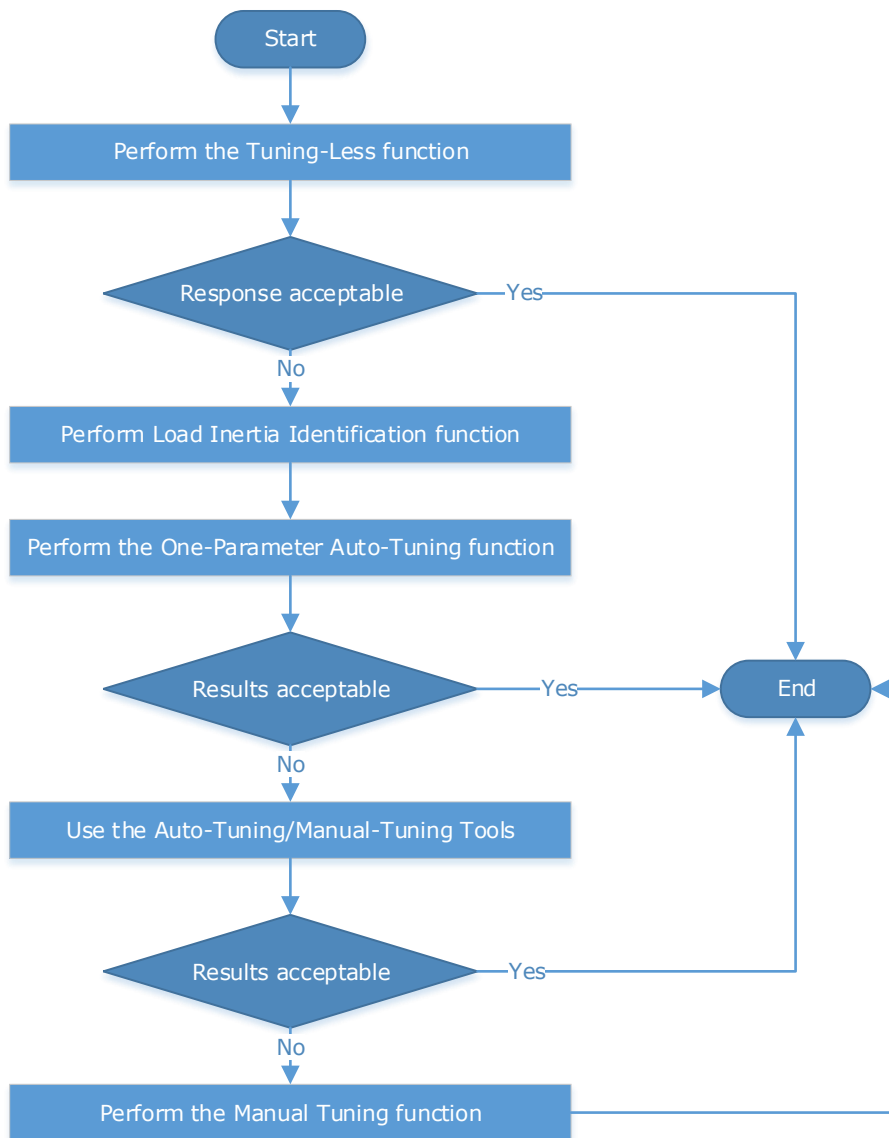 Start
Perform the Tuning-Less function
Response acceptable
Yes
No
Perform Load Inertia Identification function
Perform the One-Parameter Auto-Tuning function
Results acceptable
Yes
End
No
Use the Auto-Tuning/Manual-Tuning Tools
Results acceptable
Yes
No
Perform the Manual Tuning function